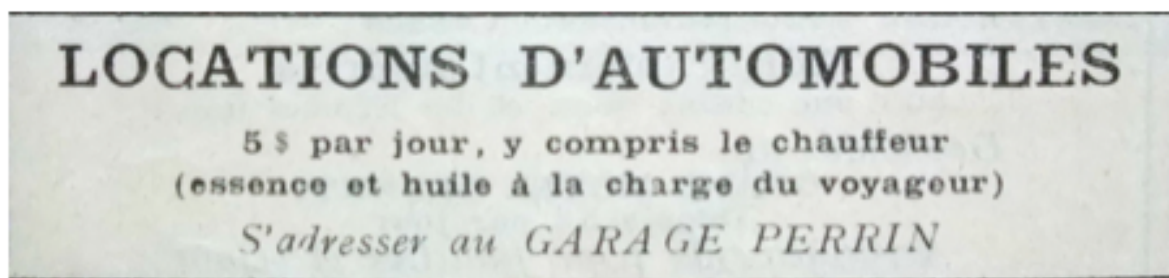 LOCATIONS D'AUTOMOBILES
5 $ par jour, y compris le chauffeur
(essence et huile à la charge du voyageur)
S'adresser au GARAGE PERRIN